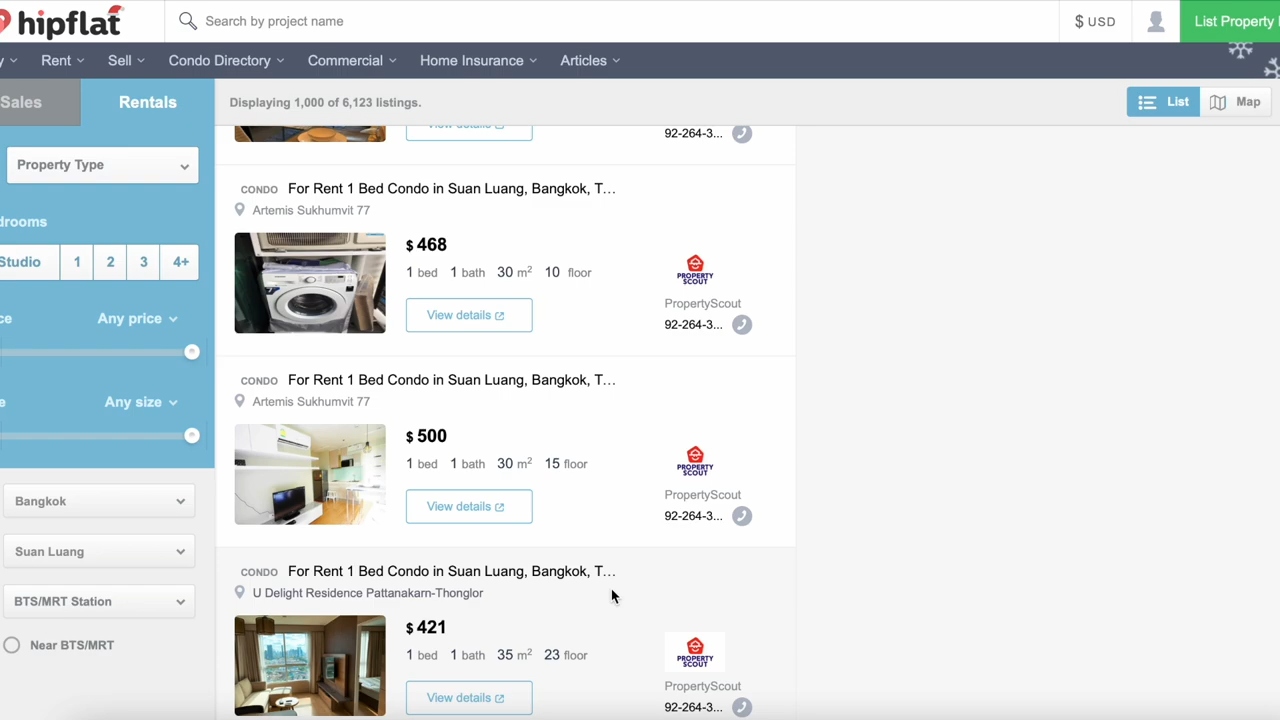 hipflat
Search by project name
$ USD
List Property
Rent
Sell
Condo Directory
Commercial
Home Insurance
Articles
Sales
Rentals
Displaying 1,000 of 6,123 listings.
List
Map
Property Type
drooms
Studio
1
2
3
4+
ce
Any price
e
Any size
Bangkok
Suan Luang
BTS/MRT Station
Near BTS/MRT
View details
92-264-3...
CONDO For Rent 1 Bed Condo in Suan Luang, Bangkok, T...
Artemis Sukhumvit 77
$ 468
1 bed 1 bath 30 m² 10 floor
View details
PROPERTY
SCOUT
PropertyScout
92-264-3...
CONDO For Rent 1 Bed Condo in Suan Luang, Bangkok, T...
Artemis Sukhumvit 77
$ 500
1 bed 1 bath 30 m² 15 floor
View details
PROPERTY
SCOUT
PropertyScout
92-264-3...
CONDO For Rent 1 Bed Condo in Suan Luang, Bangkok, T...
U Delight Residence Pattanakarn-Thonglor
$ 421
1 bed 1 bath 35 m² 23 floor
View details
PROPERTY
SCOUT
PropertyScout
92-264-3...